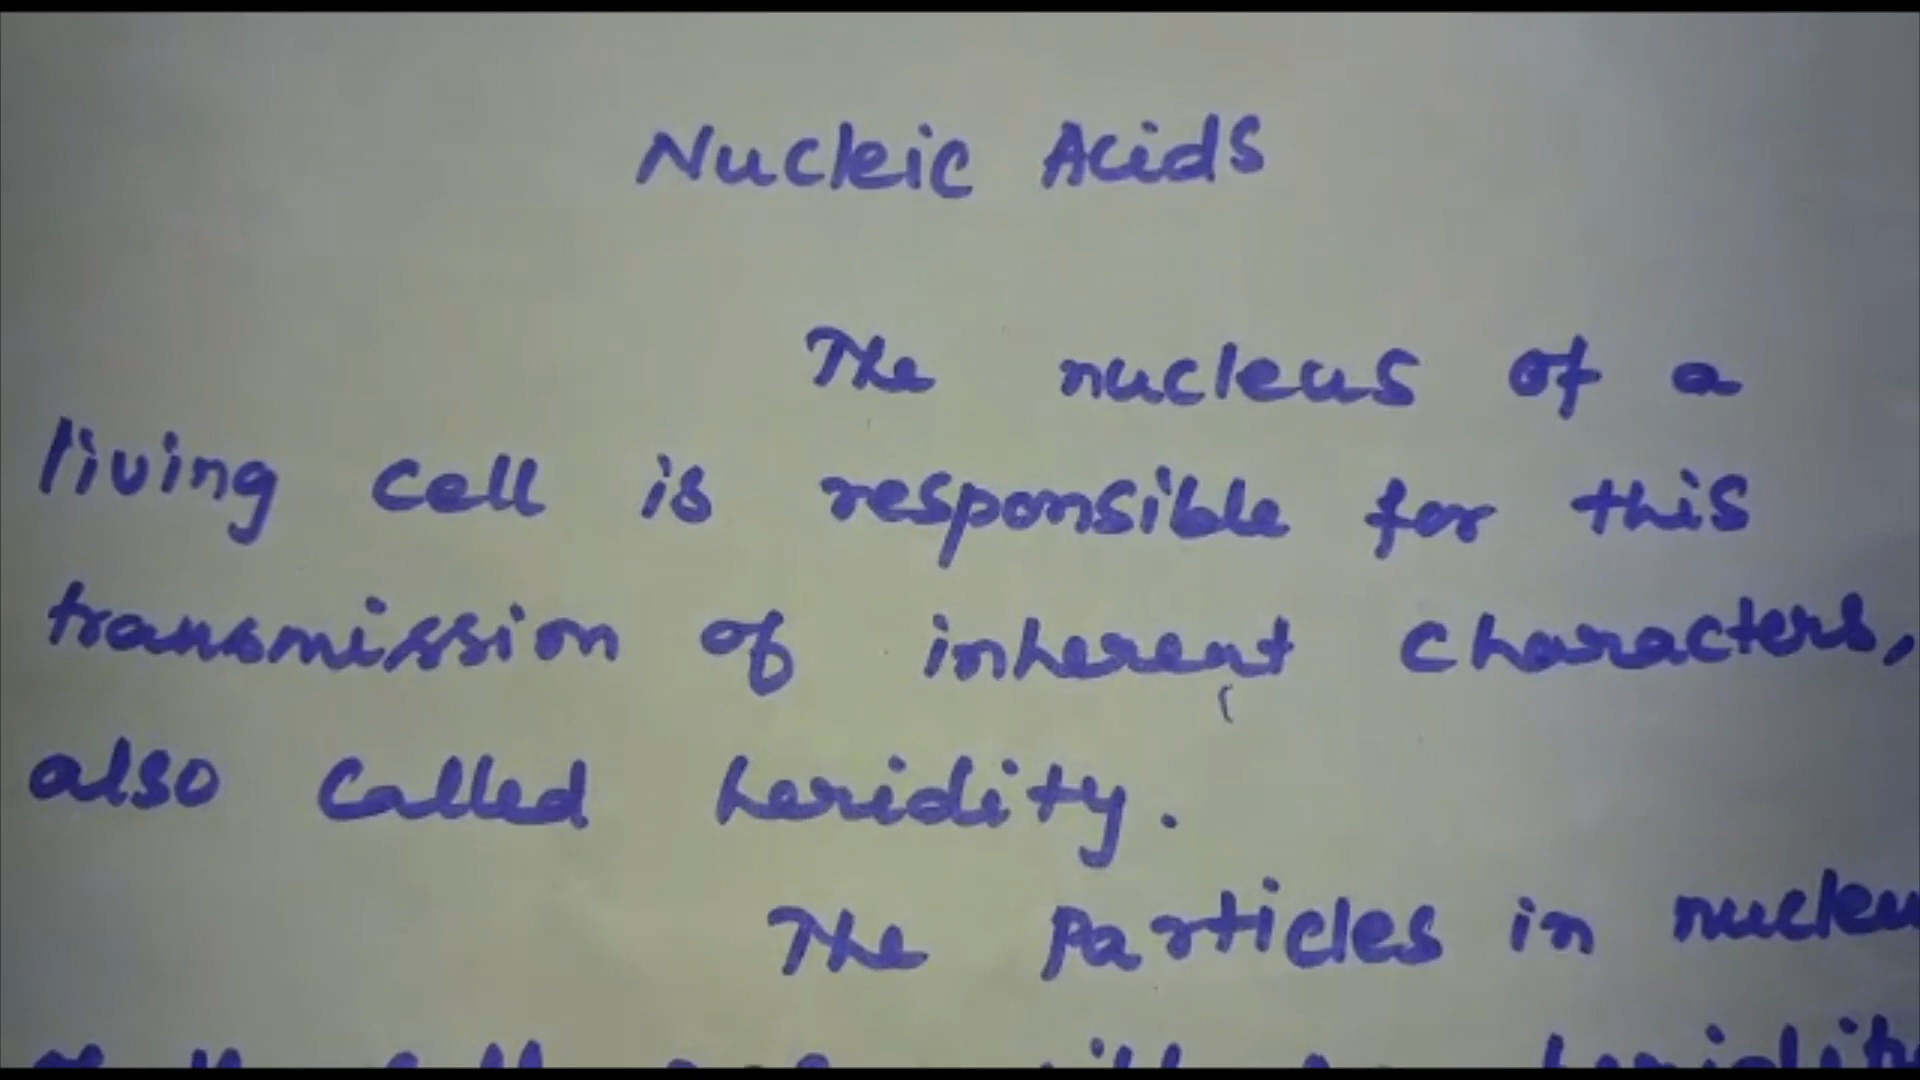 Nucleic Acids
The nucleus of a
living cell is responsible for this
transmission of inherent characters,
also called heridity.
The Particles in nucleu